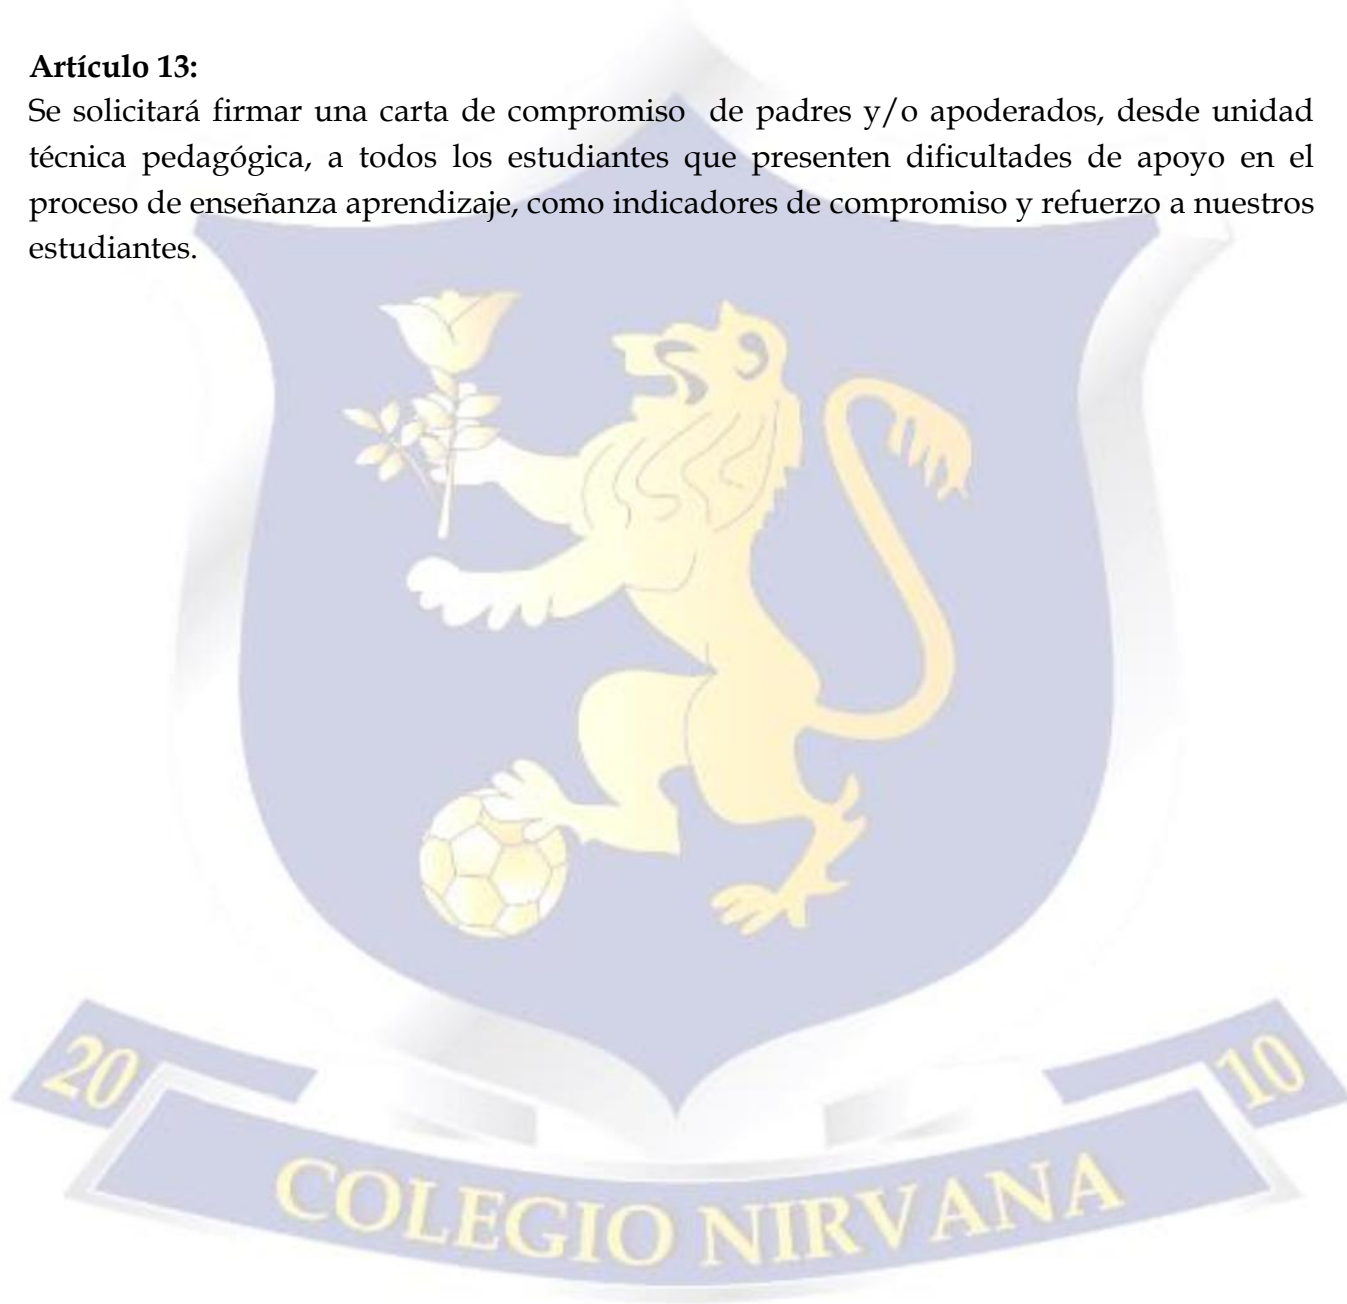 Artículo 13:
Se solicitará firmar una carta de compromiso  de padres y/o apoderados, desde unidad
técnica pedagógica, a todos los estudiantes que presenten dificultades de apoyo en el
proceso de enseñanza aprendizaje, como indicadores de compromiso y refuerzo a nuestros
estudiantes.
20
10
COLEGIO NIRVANA